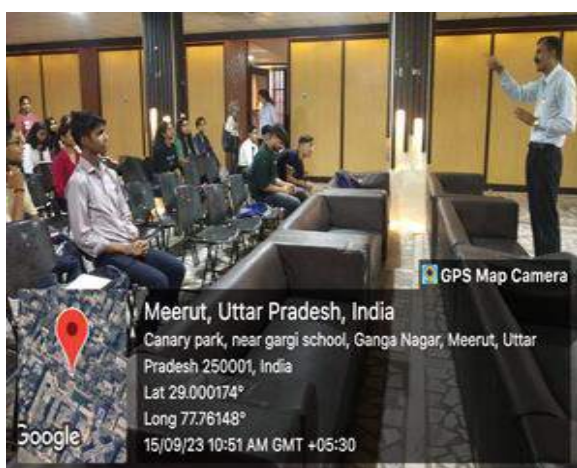 GPS Map Camera
Meerut, Uttar Pradesh, India
Canary park, near gargi school, Ganga Nagar, Meerut, Uttar
Pradesh 250001, India
Lat 29.000174°
Long 77.76148°
15/09/23 10:51 AM GMT +05:30
Google